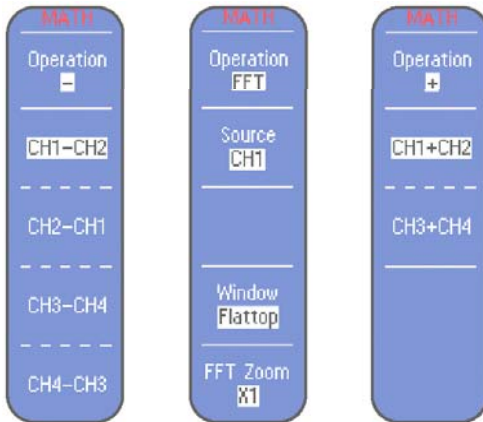 MATH
Operation
−
CH1−CH2
CH2−CH1
CH3−CH4
CH4−CH3
MATH
Operation
FFT
Source
CH1
Window
Flattop
FFT Zoom
X1
MATH
Operation
+
CH1+CH2
CH3+CH4